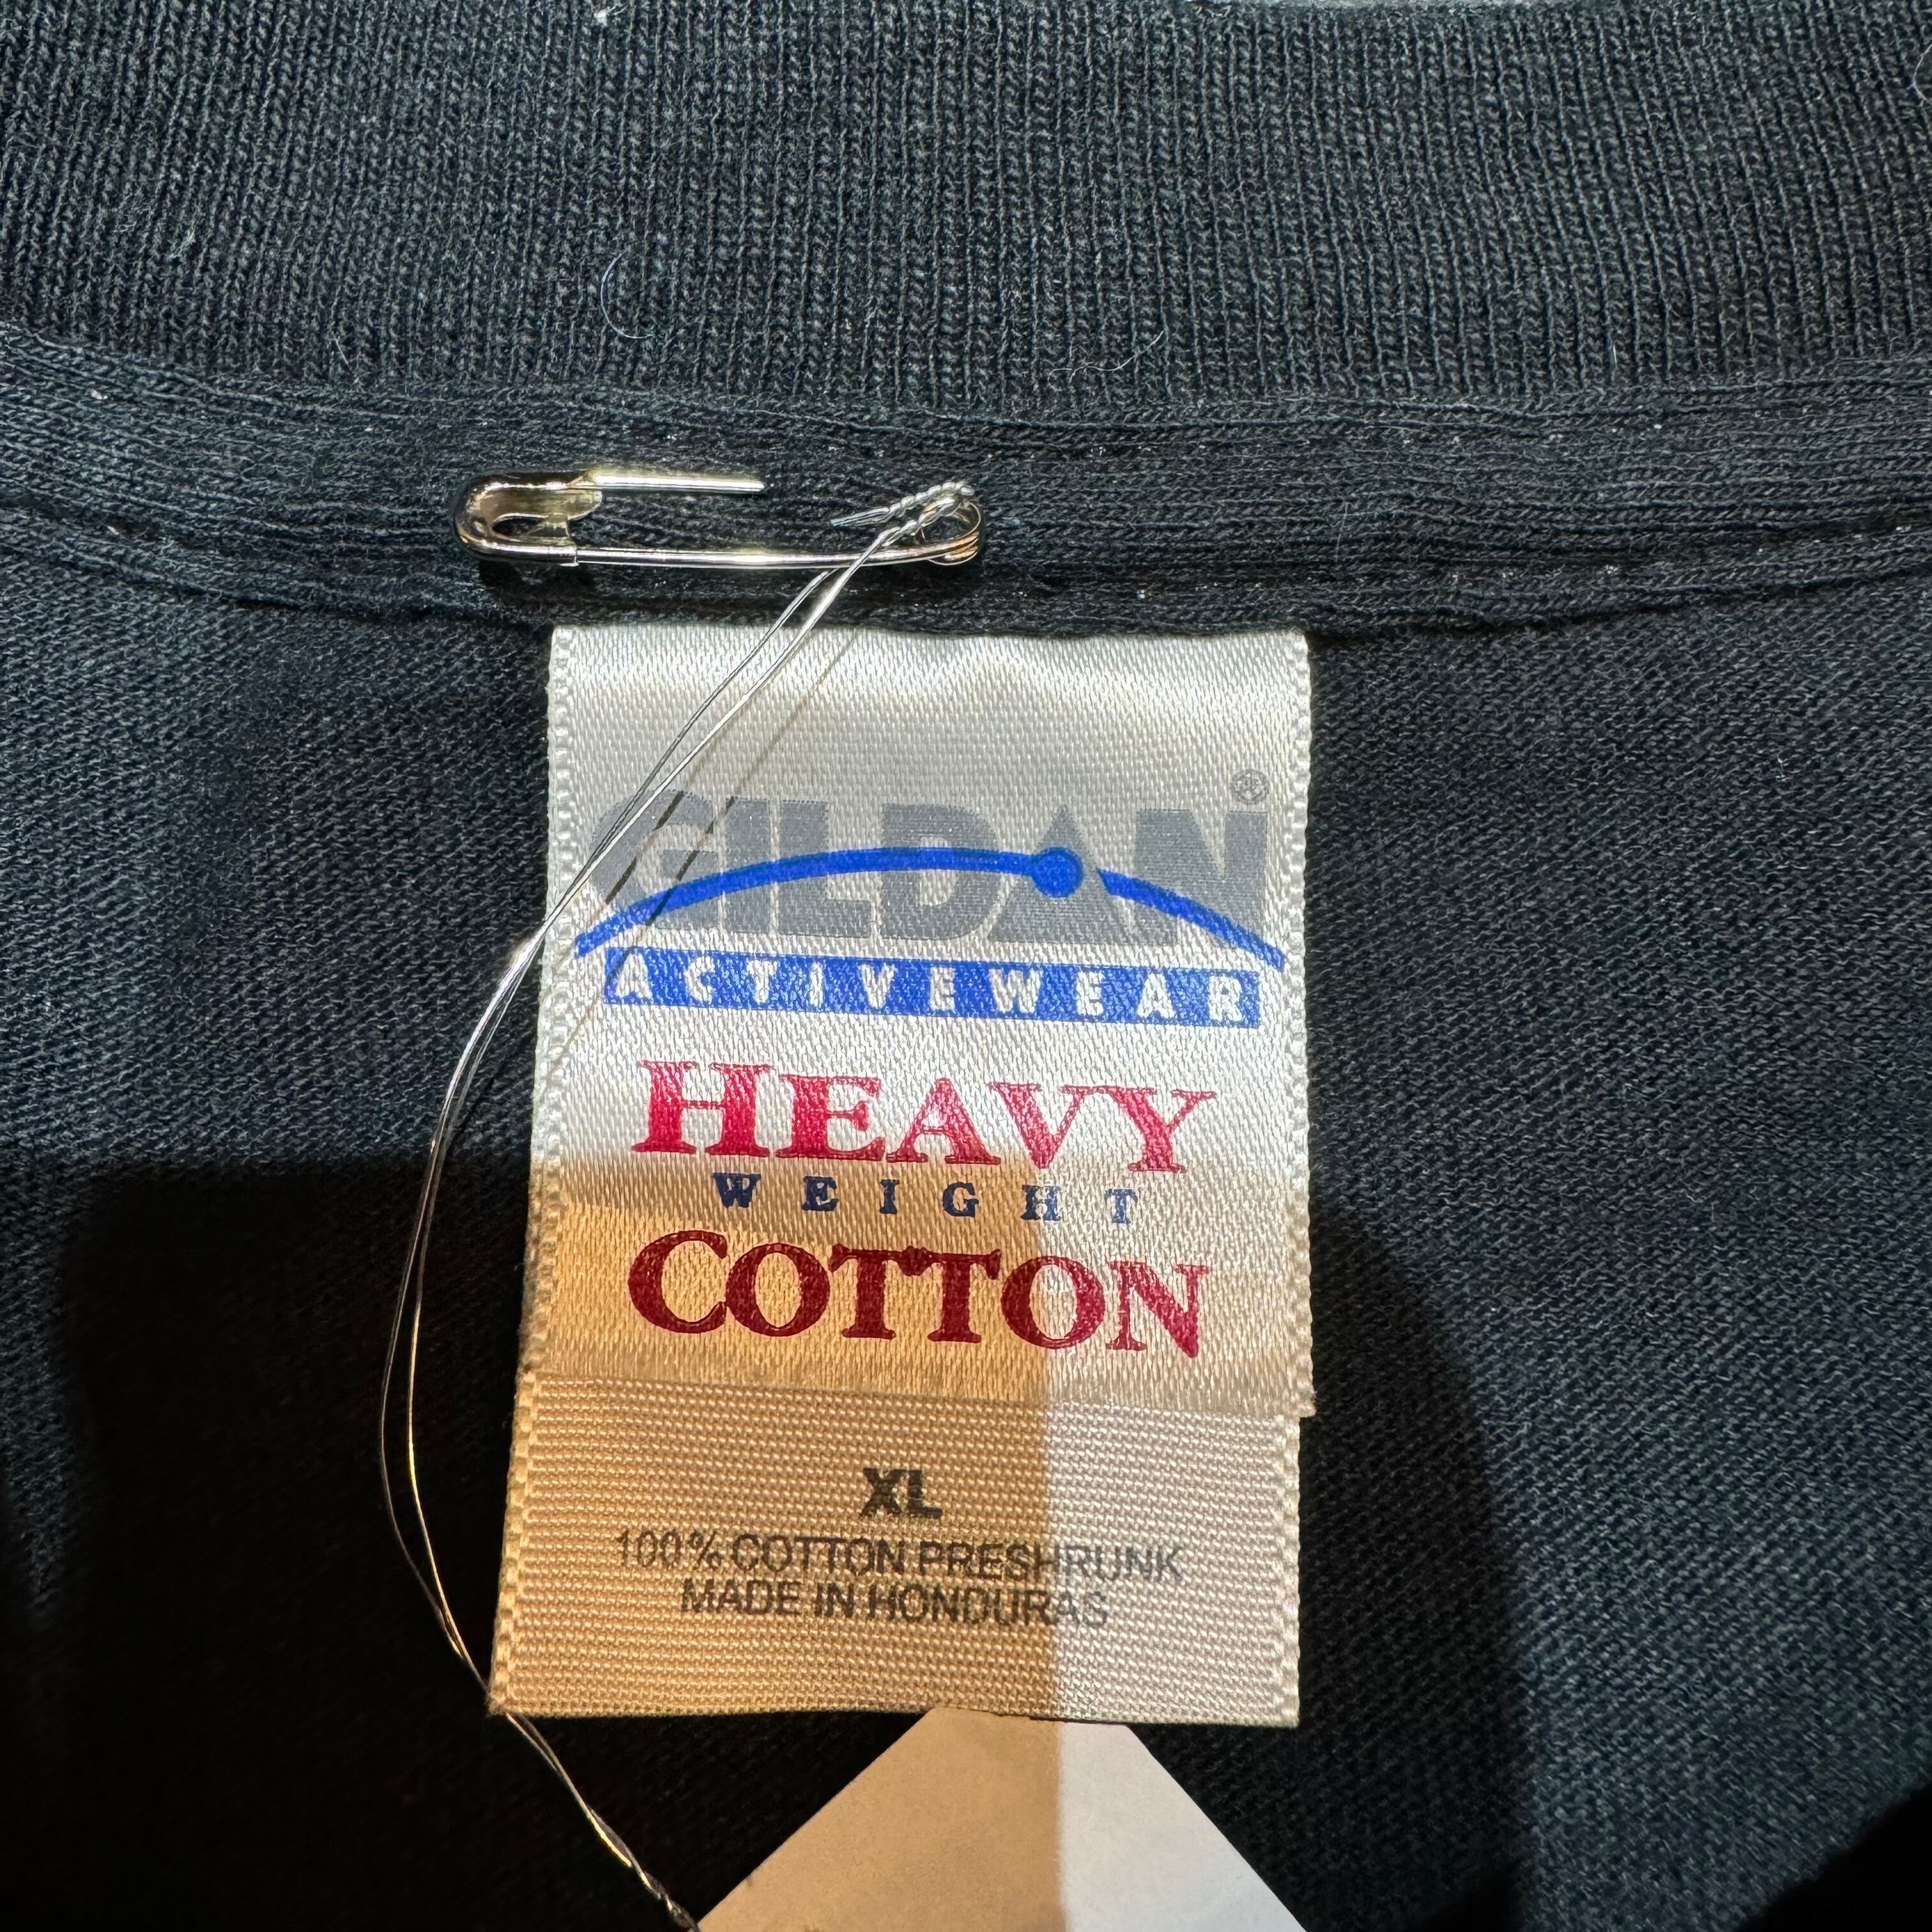 GILDAN®
ACTIVEWEAR
HEAVY
WEIGHT
COTTON
XL
100% COTTON PRESHRUNK
MADE IN HONDURAS